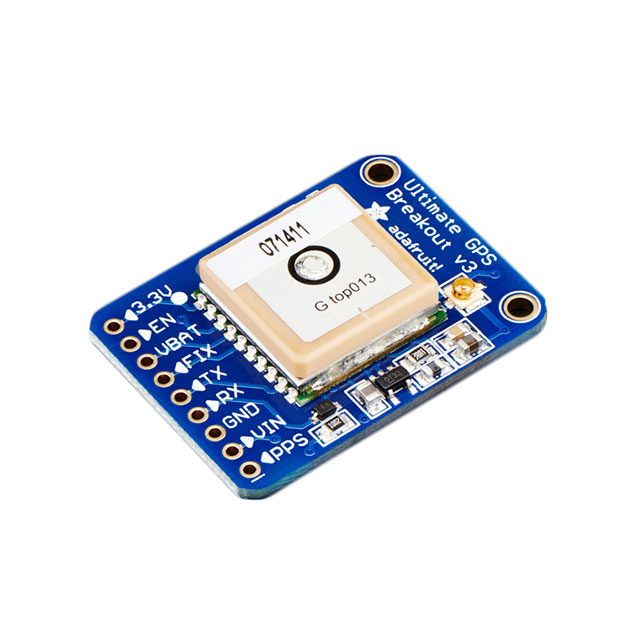 Ultimate GPS
Breakout v3
adafruit!
071411
G top013
3.3V
EN
VBAT
FIX
TX
RX
GND
VIN
PPS